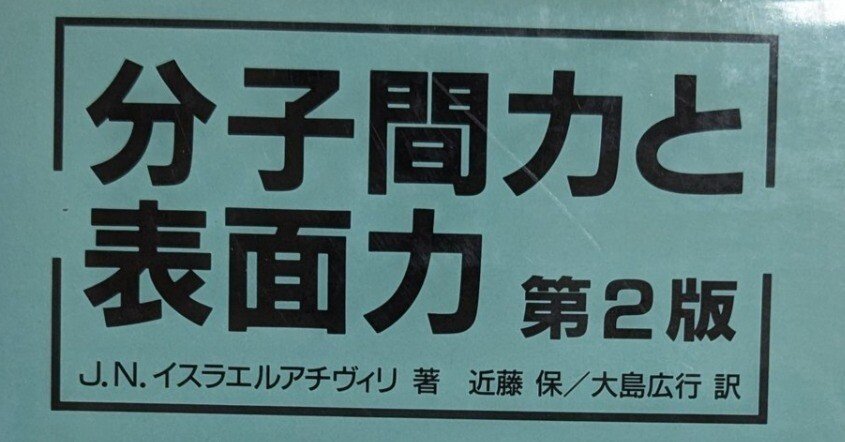 分子間力と
表面力 第2版
J.N.イスラエルアチヴィリ 著 近藤 保/大島広行 訳